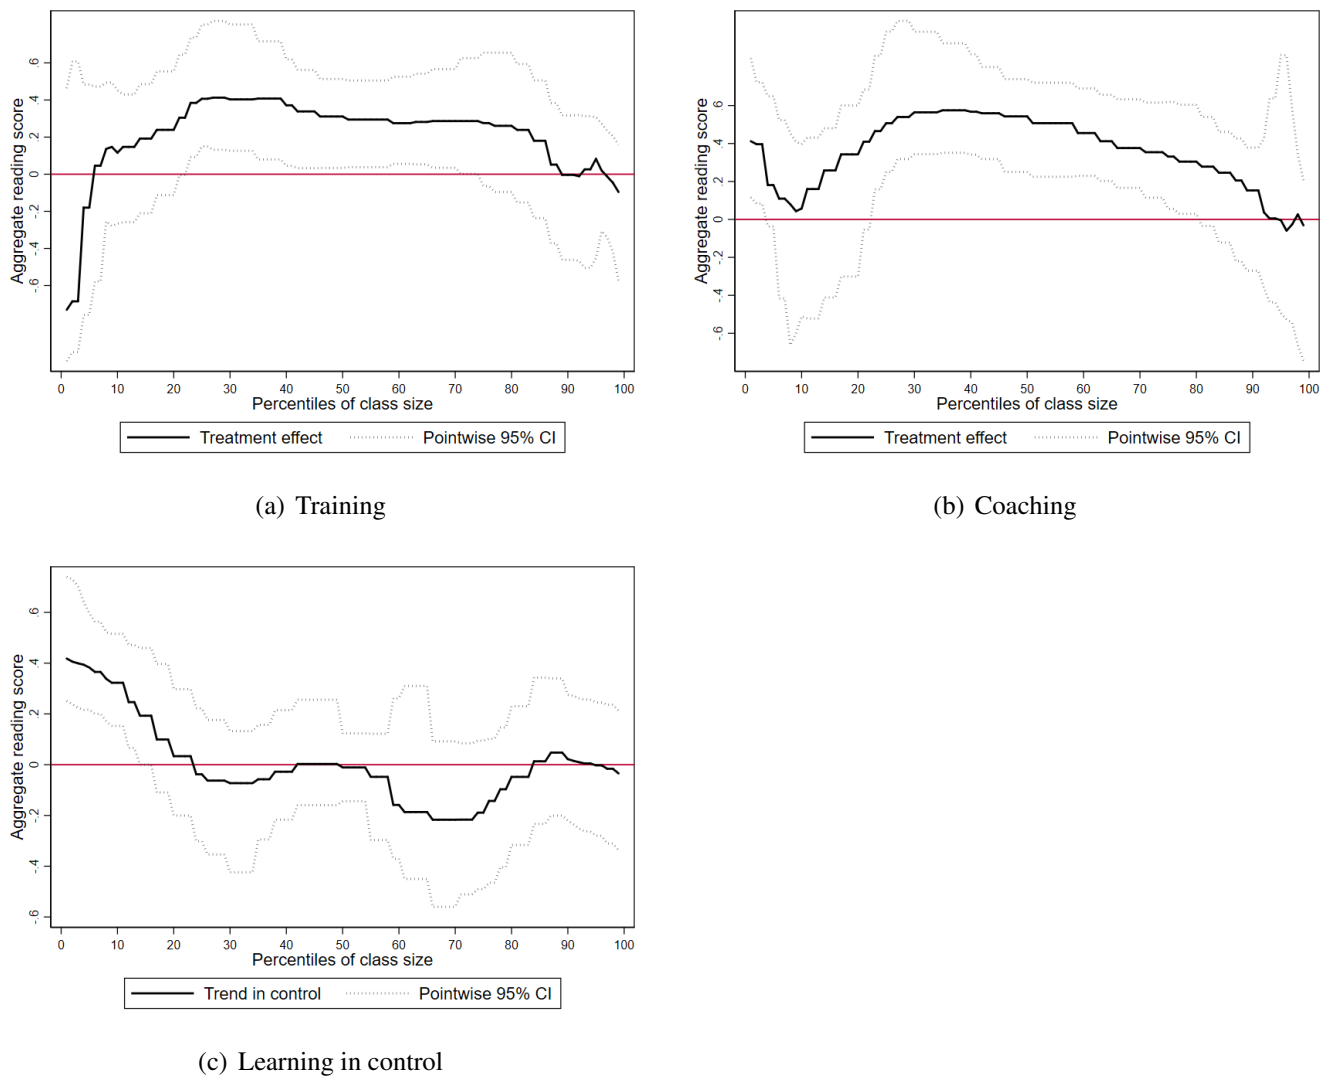 Aggregate reading score
.6
.4
.2
0
-.2
-.4
-.6
0 10 20 30 40 50 60 70 80 90 100
Percentiles of class size
Treatment effect Pointwise 95% CI
(a) Training
Aggregate reading score
.6
.4
.2
0
-.2
-.4
-.6
0 10 20 30 40 50 60 70 80 90 100
Percentiles of class size
Treatment effect Pointwise 95% CI
(b) Coaching
Aggregate reading score
.6
.4
.2
0
-.2
-.4
-.6
0 10 20 30 40 50 60 70 80 90 100
Percentiles of class size
Trend in control Pointwise 95% CI
(c) Learning in control